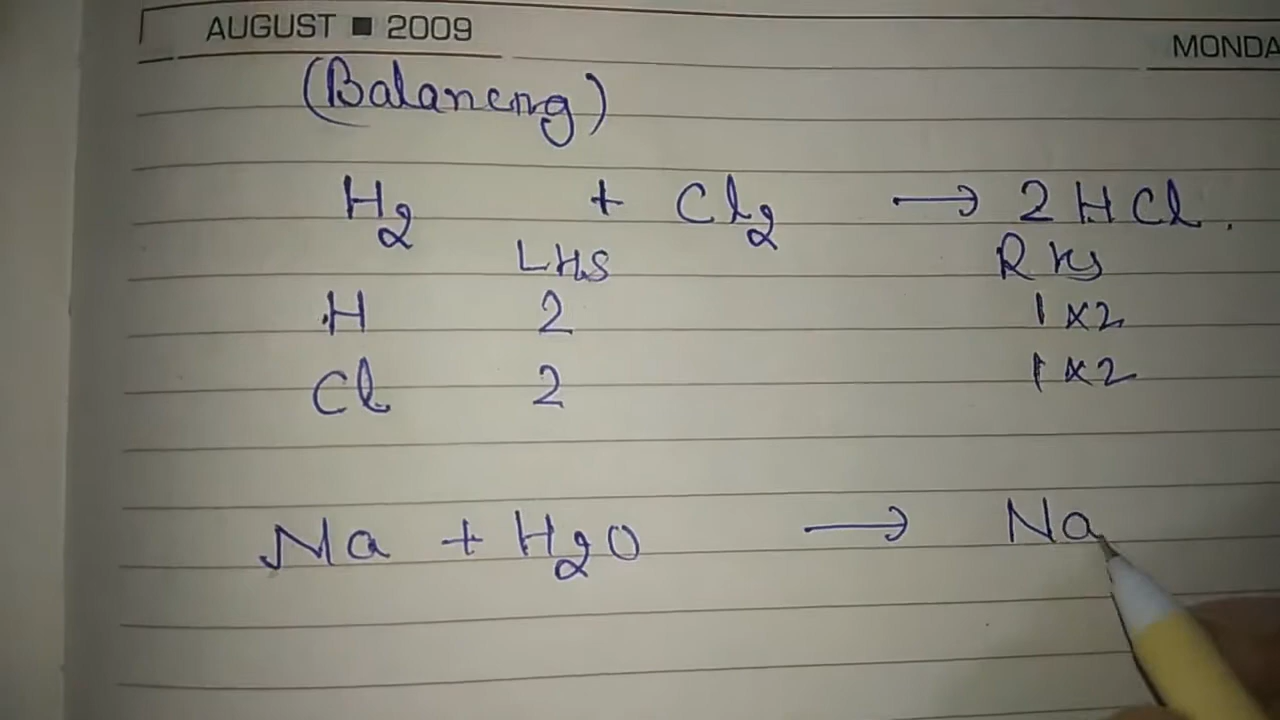 AUGUST ■ 2009
MONDA
(Balancing)
H₂ + Cl₂ → 2HCl.
LHS RHS
H 2 1×2
Cl 2 1×2
Na + H₂O → Na